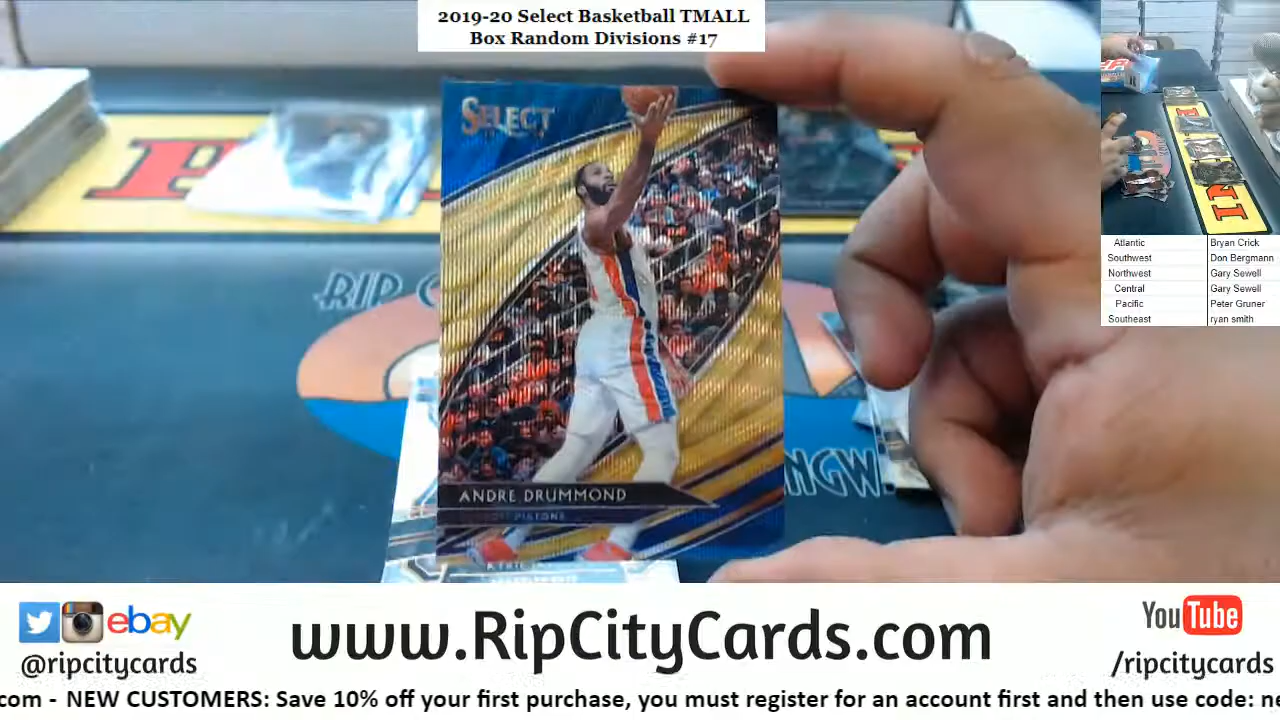 2019-20 Select Basketball TMALL
Box Random Divisions #17
SELECT
RIP C
NGW.
ANDRE DRUMMOND
PISTONS
Atlantic Bryan Crick
Southwest Don Bergmann
Northwest Gary Sewell
Central Gary Sewell
Pacific Peter Gruner
Southeast ryan smith
ebay
@ripcitycards
www.RipCityCards.com
YouTube
/ripcitycards
com - NEW CUSTOMERS: Save 10% off your first purchase, you must register for an account first and then use code: ne